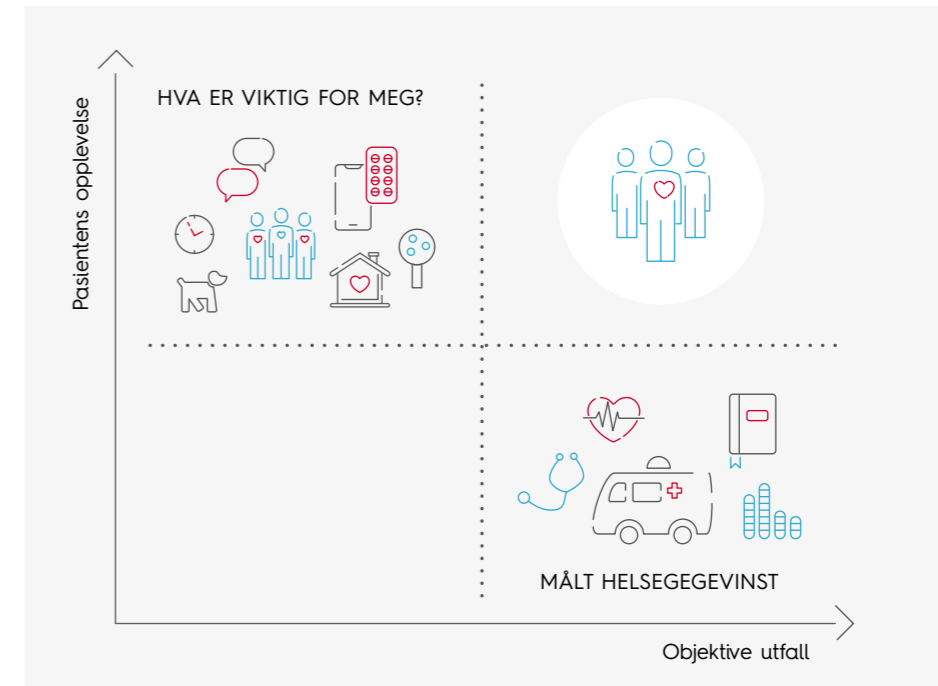 HVA ER VIKTIG FOR MEG?
Pasientens opplevelse
MÅLT HELSEGEGEVINST
Objektive utfall